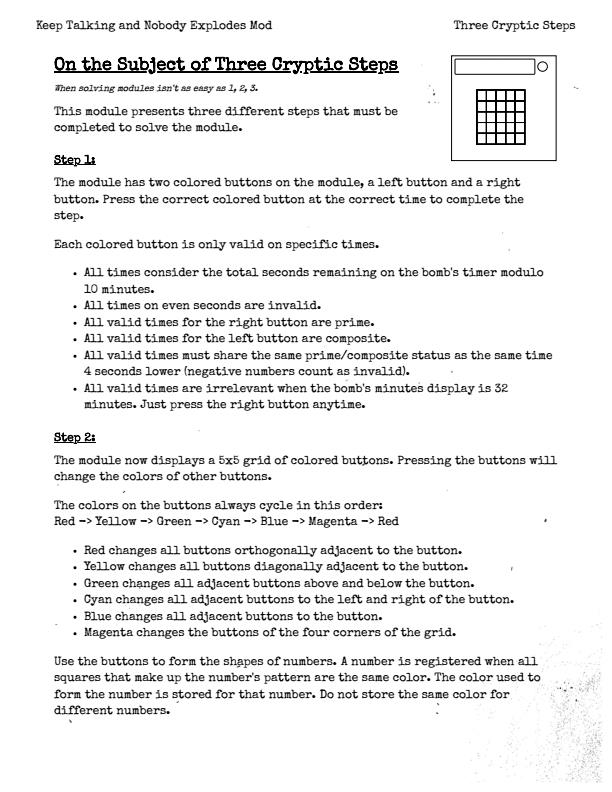 Keep Talking and Nobody Explodes Mod
Three Cryptic Steps
On the Subject of Three Cryptic Steps
When solving modules isn't as easy as 1, 2, 3.
This module presents three different steps that must be
completed to solve the module.
Step 1:
The module has two colored buttons on the module, a left button and a right
button. Press the correct colored button at the correct time to complete the
step.
Each colored button is only valid on specific times.
• All times consider the total seconds remaining on the bomb's timer modulo
10 minutes.
• All times on even seconds are invalid.
• All valid times for the right button are prime.
• All valid times for the left button are composite.
• All valid times must share the same prime/composite status as the same time
4 seconds lower (negative numbers count as invalid).
• All valid times are irrelevant when the bomb's minutes display is 32
minutes. Just press the right button anytime.
Step 2:
The module now displays a 5x5 grid of colored buttons. Pressing the buttons will
change the colors of other buttons.
The colors on the buttons always cycle in this order:
Red -> Yellow -> Green -> Cyan -> Blue -> Magenta -> Red
• Red changes all buttons orthogonally adjacent to the button.
• Yellow changes all buttons diagonally adjacent to the button.
• Green changes all adjacent buttons above and below the button.
• Cyan changes all adjacent buttons to the left and right of the button.
• Blue changes all adjacent buttons to the button.
• Magenta changes the buttons of the four corners of the grid.
Use the buttons to form the shapes of numbers. A number is registered when all
squares that make up the number's pattern are the same color. The color used to
form the number is stored for that number. Do not store the same color for
different numbers.